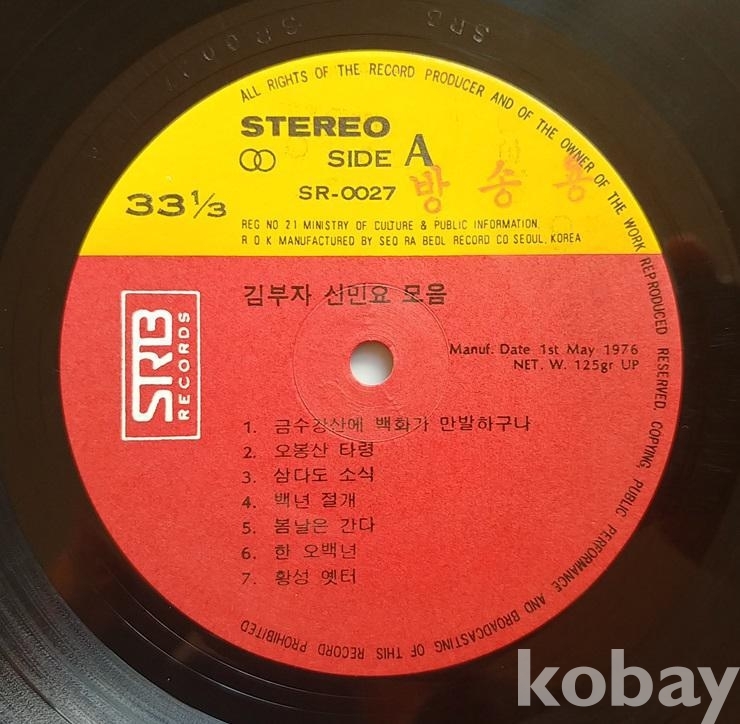 SRB
SR 0027
ALL RIGHTS OF THE RECORD PRODUCER AND OF THE OWNER OF THE WORK REPRODUCED RESERVED, COPYING, PUBLIC PERFORMANCE AND BROADCASTING OF THIS RECORD PROHIBITED
STEREO
SIDE A
SR-0027
방송용
33 1/3
REG NO 21 MINISTRY OF CULTURE & PUBLIC INFORMATION.
R O K MANUFACTURED BY SEO RA BEOL RECORD CO SEOUL, KOREA
김부자 신민요 모음
SRB
RECORDS
Manuf. Date 1st May 1976
NET. W. 125gr UP
1. 금수강산에 백화가 만발하구나
2. 오봉산 타령
3. 삼다도 소식
4. 백년 절개
5. 봄날은 간다
6. 한 오백년
7. 황성 옛터
kobay